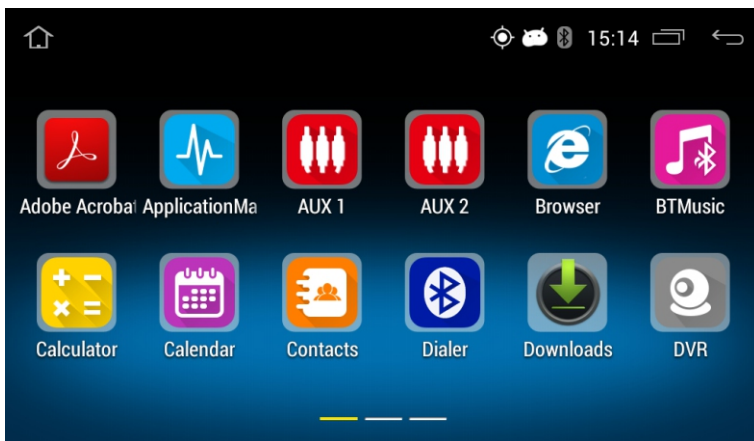 15:14
Adobe Acrobat ApplicationMa AUX 1 AUX 2 Browser BTMusic
Calculator Calendar Contacts Dialer Downloads DVR